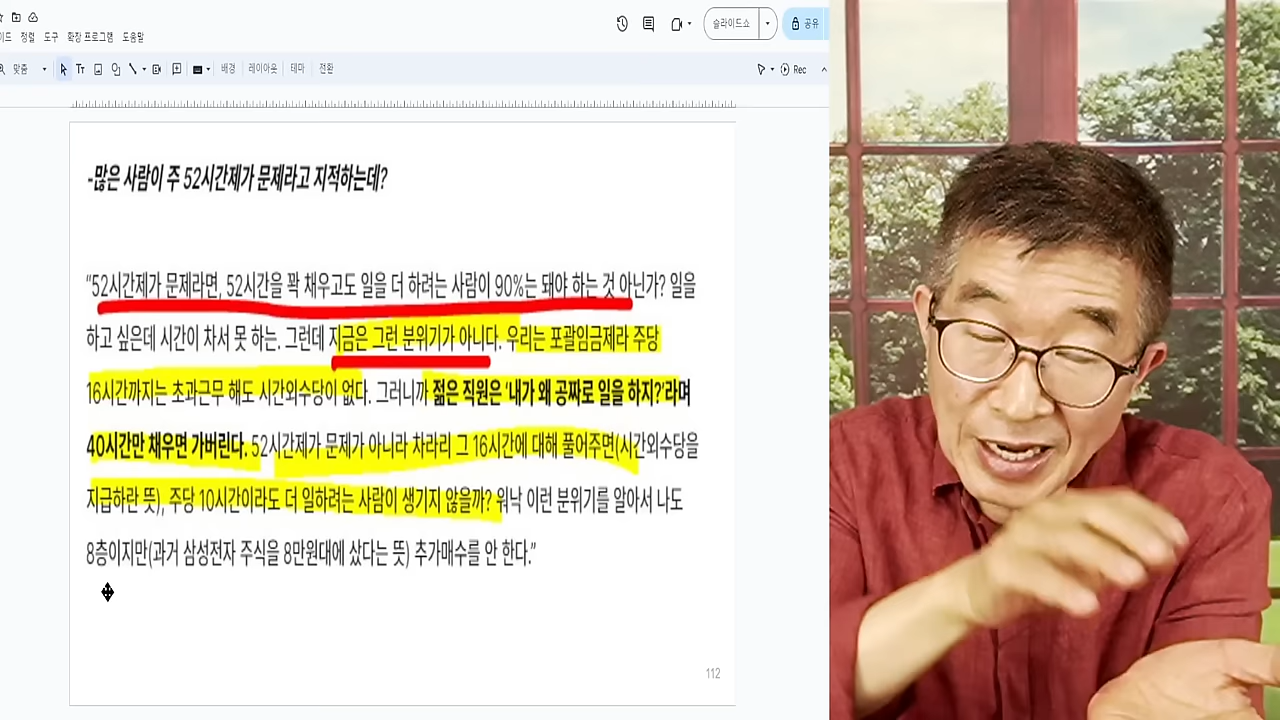 슬라이드쇼
공유
이드 정렬 도구 확장 프로그램 도움말
맞춤 Tт 배경 레이아웃 테마 전환 Rec
-많은 사람이 주 52시간제가 문제라고 지적하는데?
“52시간제가 문제라면, 52시간을 꽉 채우고도 일을 더 하려는 사람이 90%는 돼야 하는 것 아닌가? 일을
하고 싶은데 시간이 차서 못 하는. 그런데 지금은 그런 분위기가 아니다. 우리는 포괄임금제라 주당
16시간까지는 초과근무 해도 시간외수당이 없다. 그러니까 젊은 직원은 ‘내가 왜 공짜로 일을 하지?’라며
40시간만 채우면 가버린다. 52시간제가 문제가 아니라 차라리 그 16시간에 대해 풀어주면(시간외수당을
지급하란 뜻), 주당 10시간이라도 더 일하려는 사람이 생기지 않을까? 워낙 이런 분위기를 알아서 나도
8층이지만(과거 삼성전자 주식을 8만원대에 샀다는 뜻) 추가매수를 안 한다.”
112